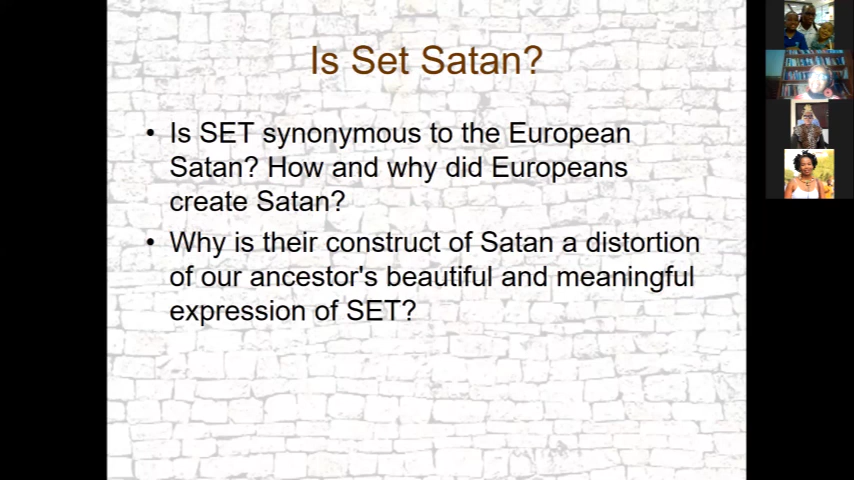 Is Set Satan?
• Is SET synonymous to the European
Satan? How and why did Europeans
create Satan?
• Why is their construct of Satan a distortion
of our ancestor's beautiful and meaningful
expression of SET?